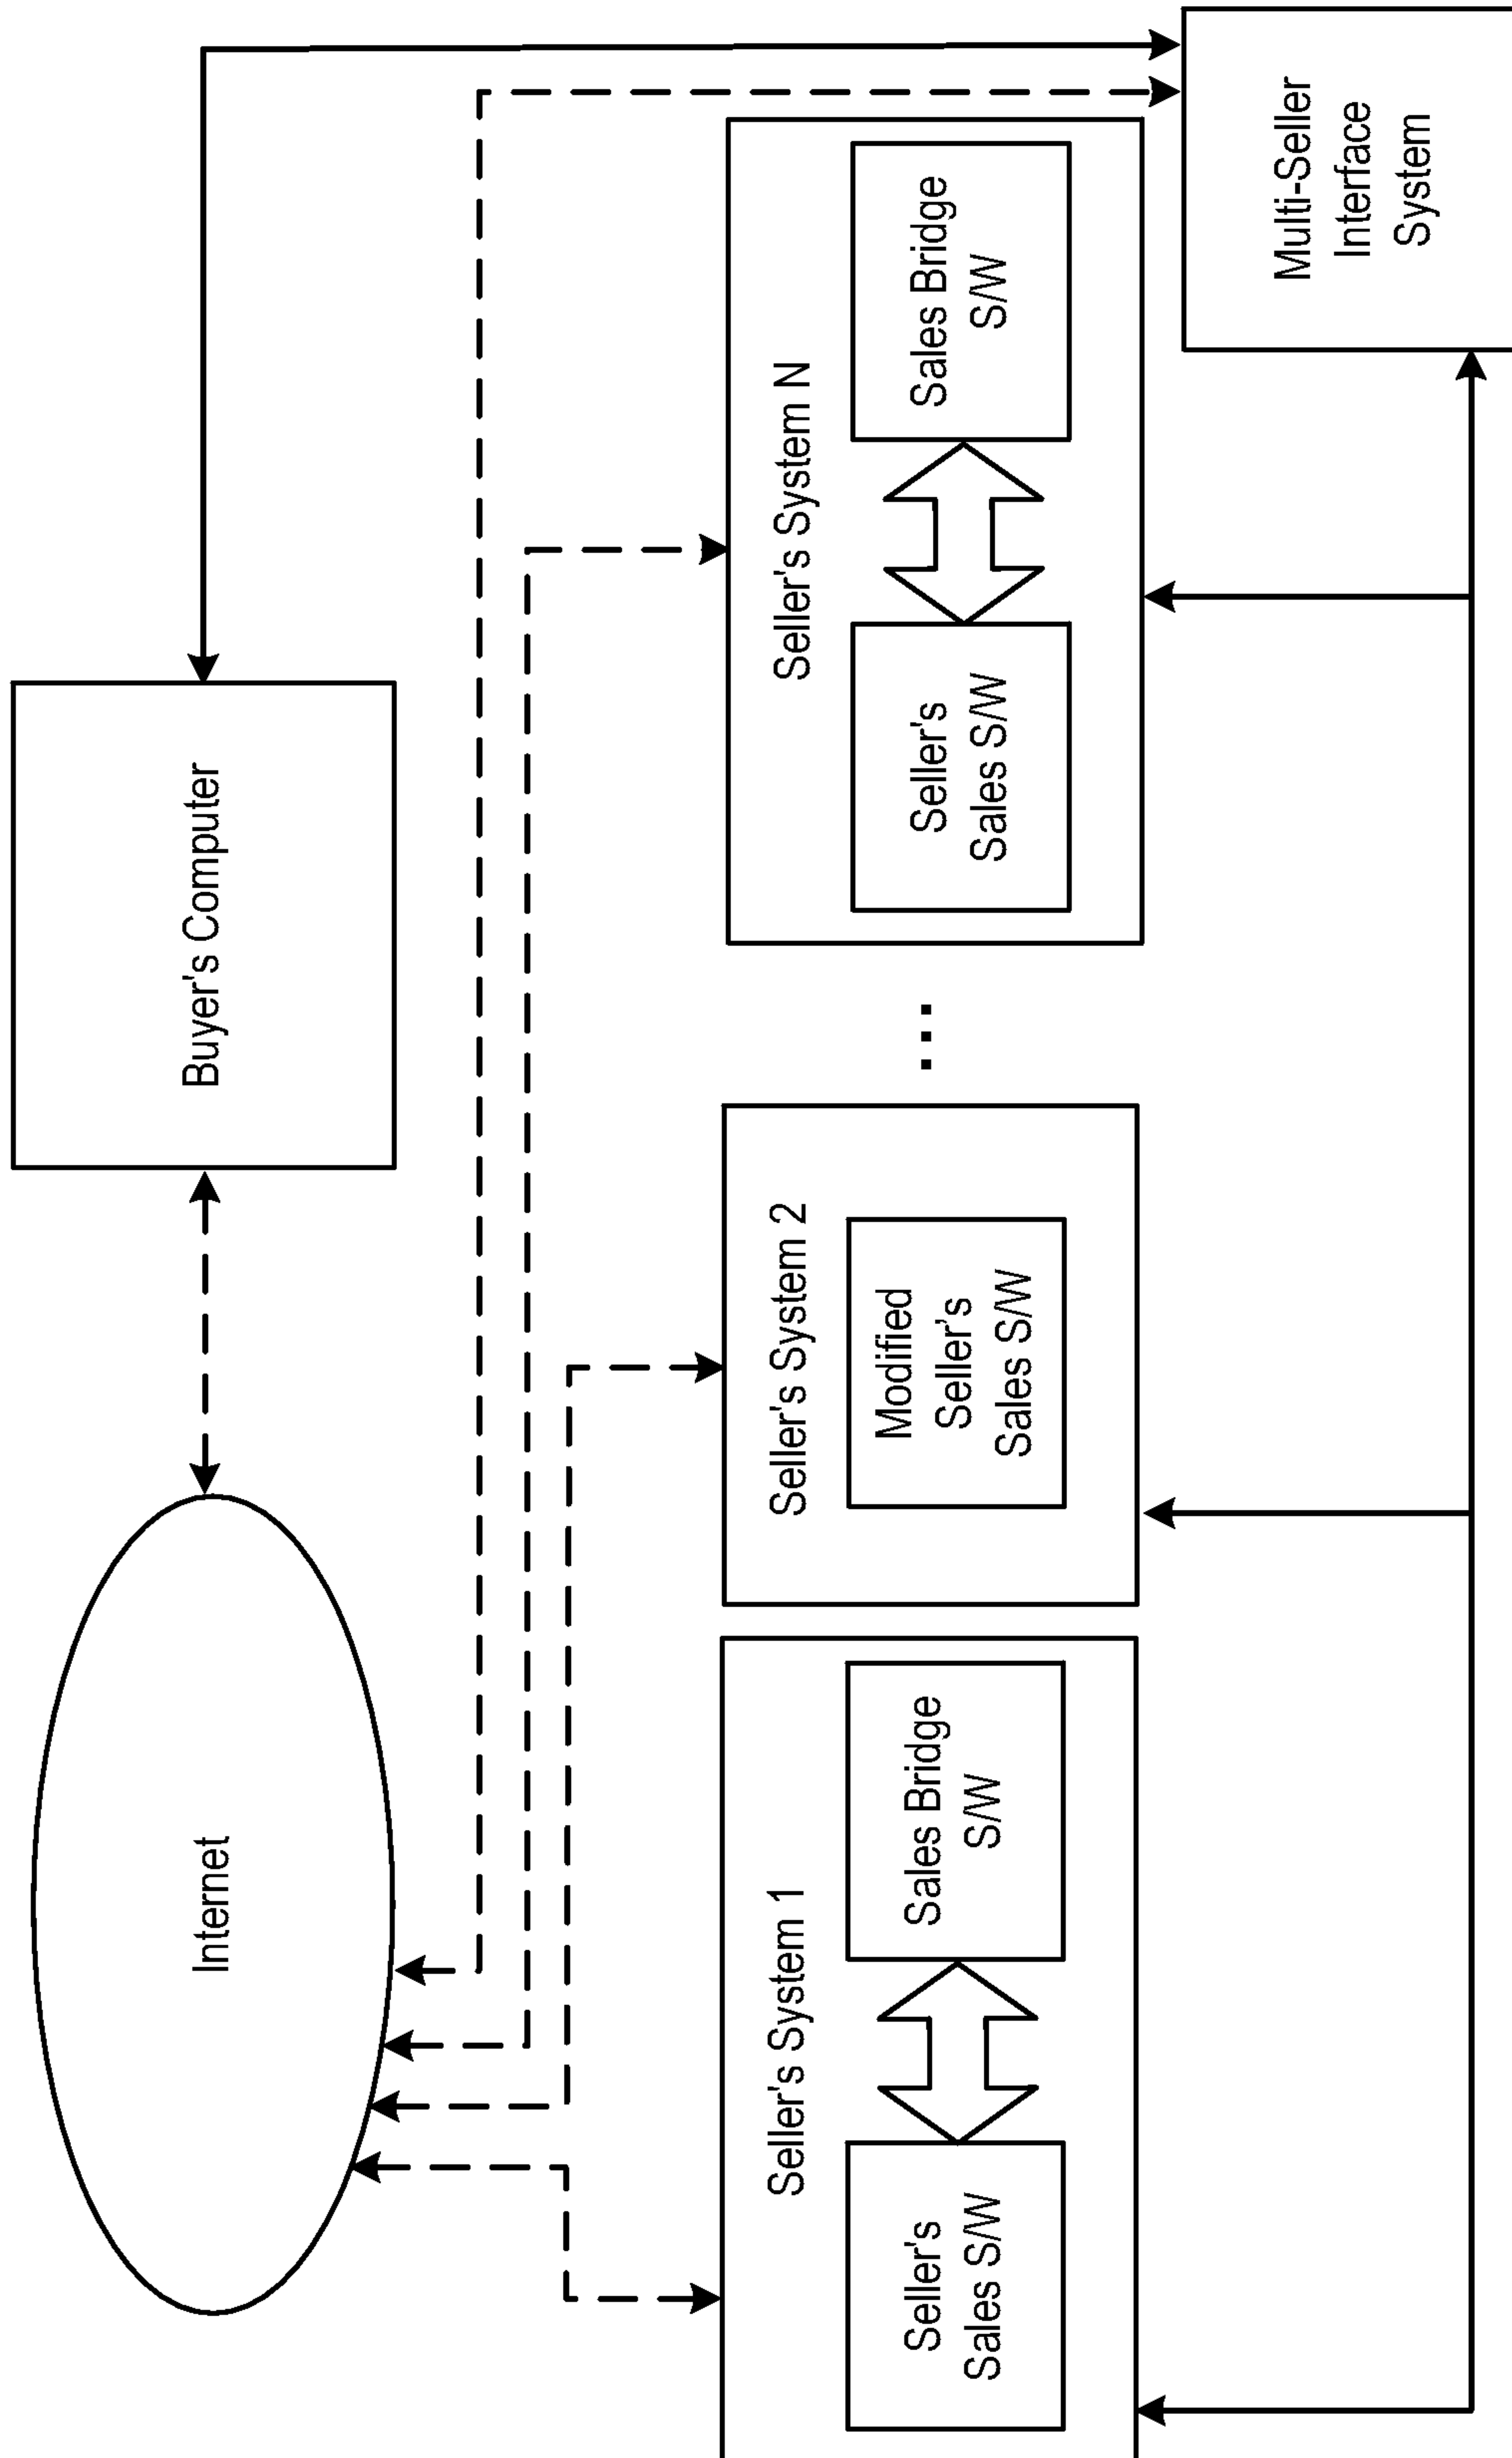 Internet
Buyer's Computer
Seller's System 1
Seller's
Sales S/W
Sales Bridge
S/W
Seller's System 2
Modified
Seller's
Sales S/W
...
Seller's System N
Seller's
Sales S/W
Sales Bridge
S/W
Multi-Seller
Interface
System